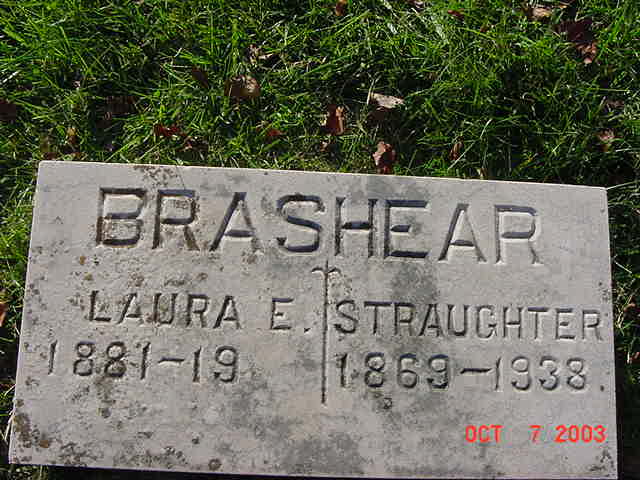 BRASHEAR
LAURA E. STRAUGHTER
1881-19 1869-1938.
OCT 7 2003